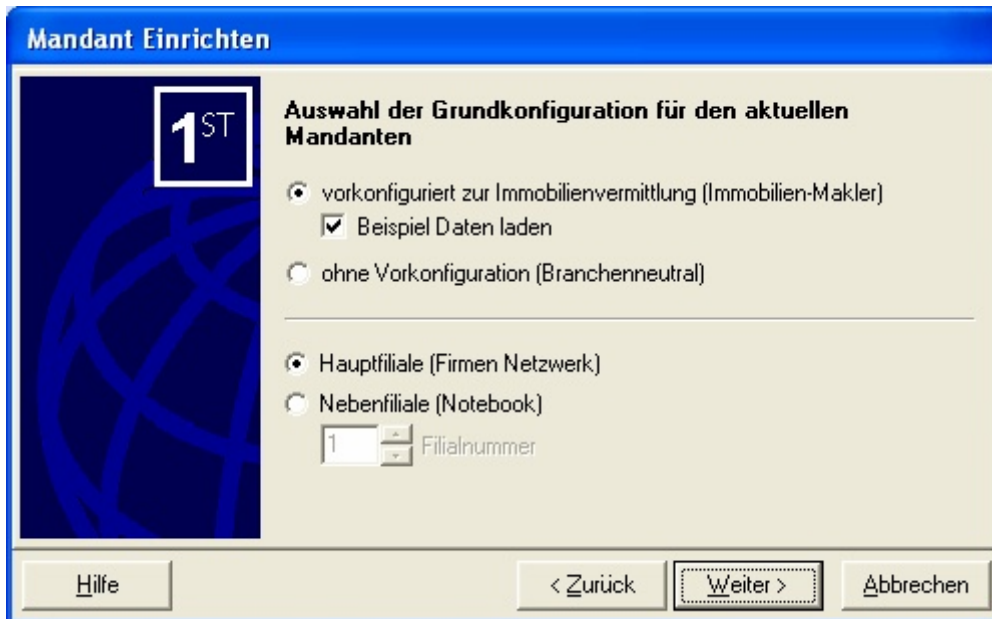 Mandant Einrichten
1ST
Auswahl der Grundkonfiguration für den aktuellen
Mandanten
vorkonfiguriert zur Immobilienvermittlung (Immobilien-Makler)
Beispiel Daten laden
ohne Vorkonfiguration (Branchenneutral)
Hauptfiliale (Firmen Netzwerk)
Nebenfiliale (Notebook)
1 Filialnummer
Hilfe < Zurück Weiter > Abbrechen